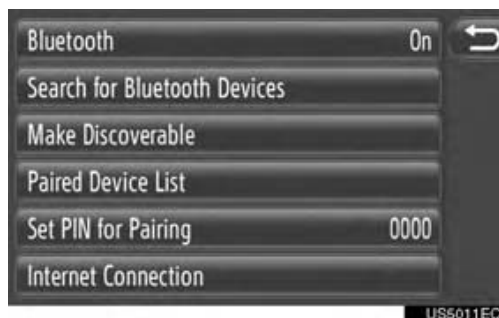 Bluetooth On
Search for Bluetooth Devices
Make Discoverable
Paired Device List
Set PIN for Pairing 0000
Internet Connection
US5011EC